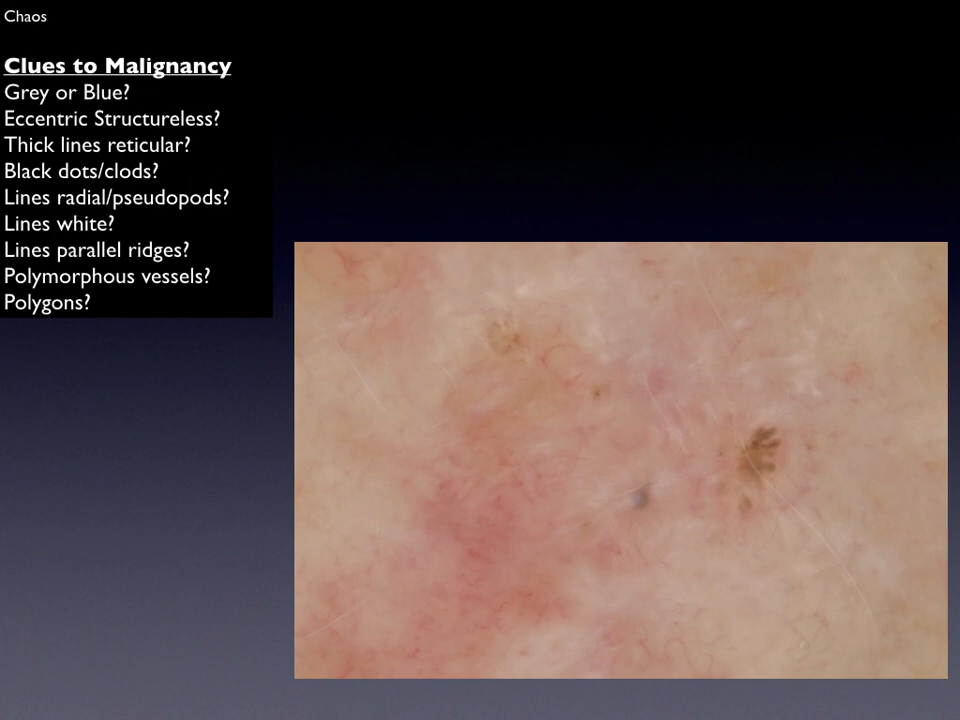 Chaos
Clues to Malignancy
Grey or Blue?
Eccentric Structureless?
Thick lines reticular?
Black dots/clods?
Lines radial/pseudopods?
Lines white?
Lines parallel ridges?
Polymorphous vessels?
Polygons?